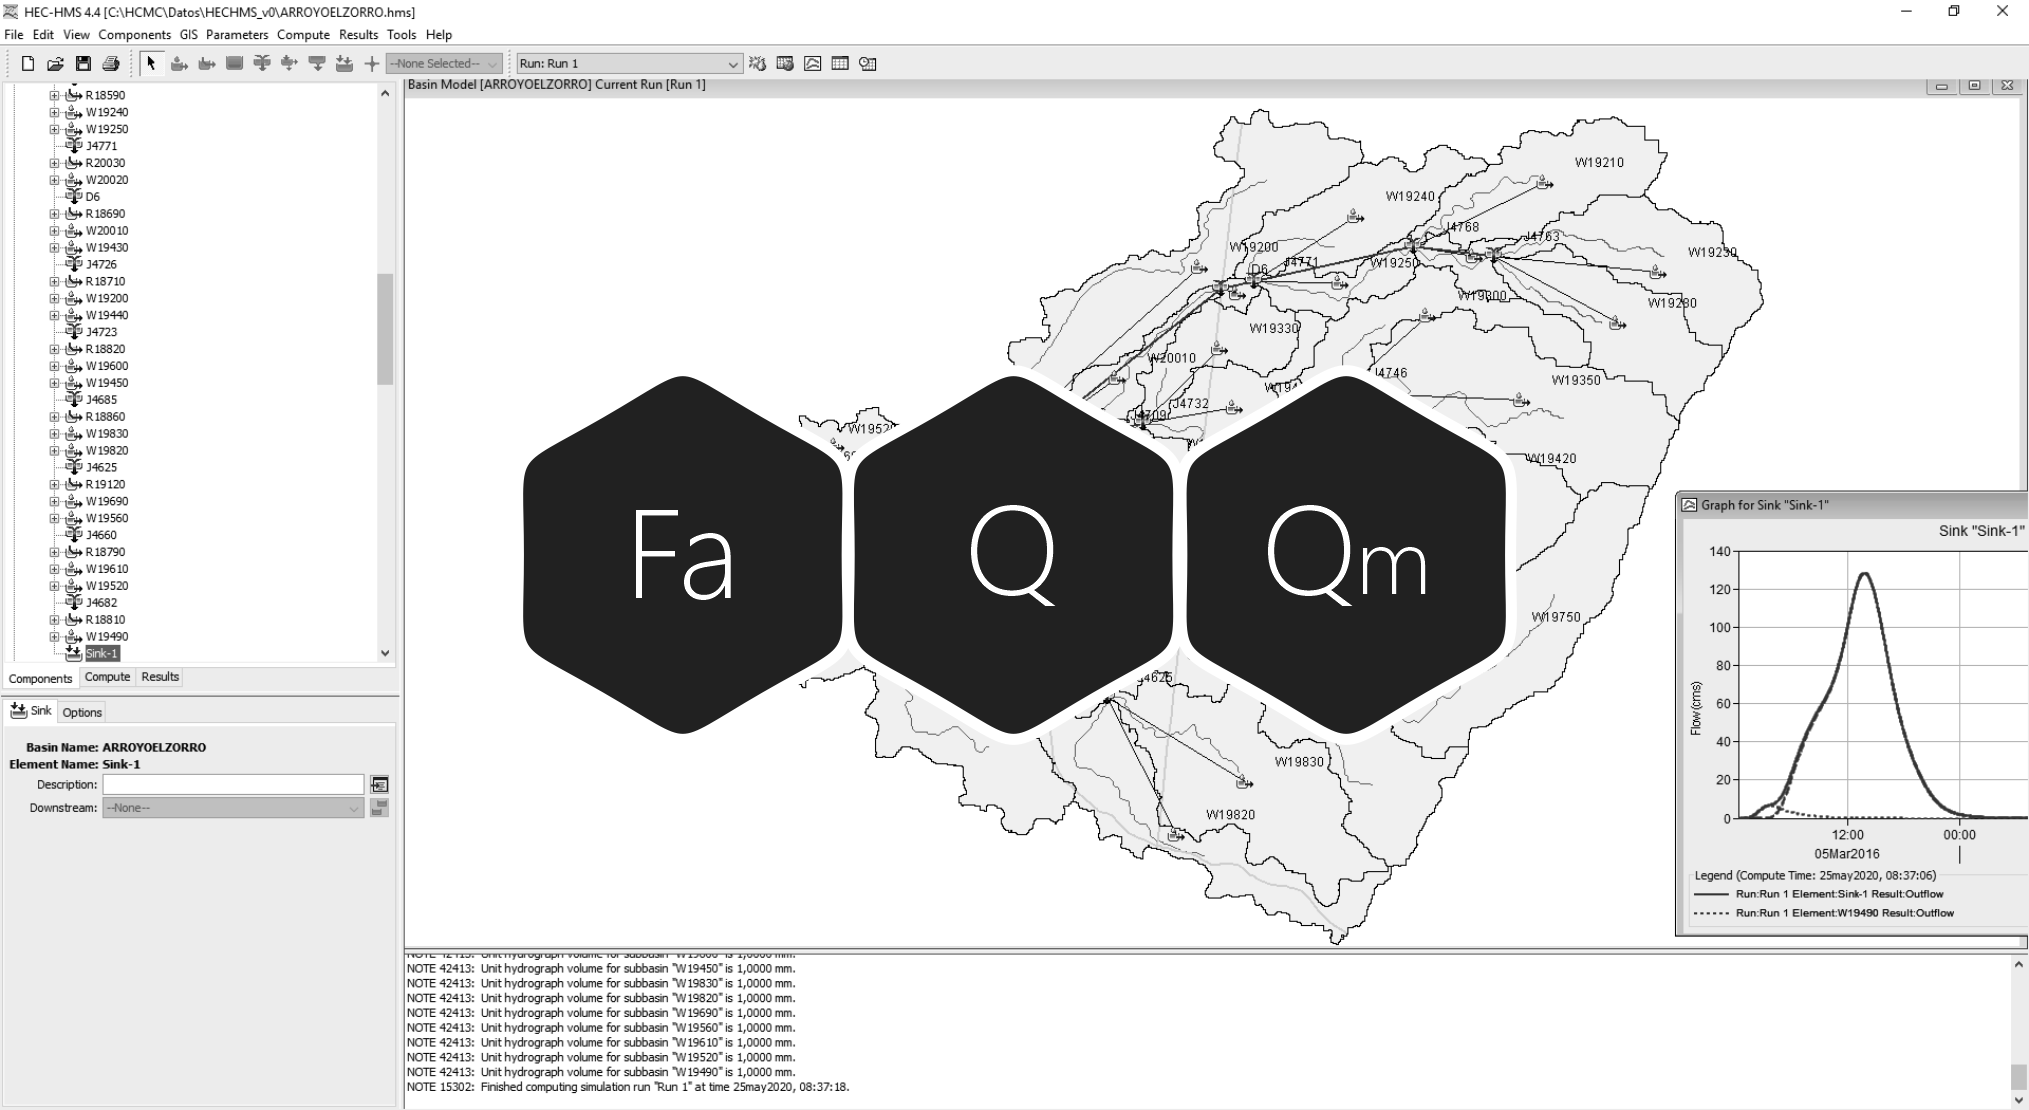 HEC-HMS 4.4 [C:\HCMC\Datos\HECHMS_v0\ARROYOELZORRO.hms]
File Edit View Components GIS Parameters Compute Results Tools Help
--None Selected-- Run: Run 1
R18590
W19240
W19250
J4771
R20030
W20020
D6
R18690
W20010
W19430
J4726
R18710
W19200
W19440
J4723
R18820
W19600
W19450
J4685
R18860
W19830
W19820
J4625
R19120
W19690
W19560
J4660
R18790
W19610
W19520
J4682
R18810
W19490
Sink-1
Components Compute Results
Sink Options
Basin Name: ARROYOELZORRO
Element Name: Sink-1
Description:
Downstream: --None--
Basin Model [ARROYOELZORRO] Current Run [Run 1]
W19210
W19240
J4768
J4763
W19200
W19230
D6
J4771
W19250
W19300
W19280
W19330
W20010
J4746
W19350
W194
J4732
J4709
W1952
W19420
Fa
Q
Qm
W19750
J4625
W19830
W19820
Graph for Sink "Sink-1"
Sink "Sink-1"
140
120
100
80
60
40
20
0
Flow (cms)
12:00 00:00
05Mar2016
Legend (Compute Time: 25may2020, 08:37:06)
Run:Run 1 Element:Sink-1 Result:Outflow
Run:Run 1 Element:W19490 Result:Outflow
NOTE 42413: Unit hydrograph volume for subbasin "W19600" is 1,0000 mm.
NOTE 42413: Unit hydrograph volume for subbasin "W19450" is 1,0000 mm.
NOTE 42413: Unit hydrograph volume for subbasin "W19830" is 1,0000 mm.
NOTE 42413: Unit hydrograph volume for subbasin "W19820" is 1,0000 mm.
NOTE 42413: Unit hydrograph volume for subbasin "W19690" is 1,0000 mm.
NOTE 42413: Unit hydrograph volume for subbasin "W19560" is 1,0000 mm.
NOTE 42413: Unit hydrograph volume for subbasin "W19610" is 1,0000 mm.
NOTE 42413: Unit hydrograph volume for subbasin "W19520" is 1,0000 mm.
NOTE 42413: Unit hydrograph volume for subbasin "W19490" is 1,0000 mm.
NOTE 15302: Finished computing simulation run "Run 1" at time 25may2020, 08:37:18.